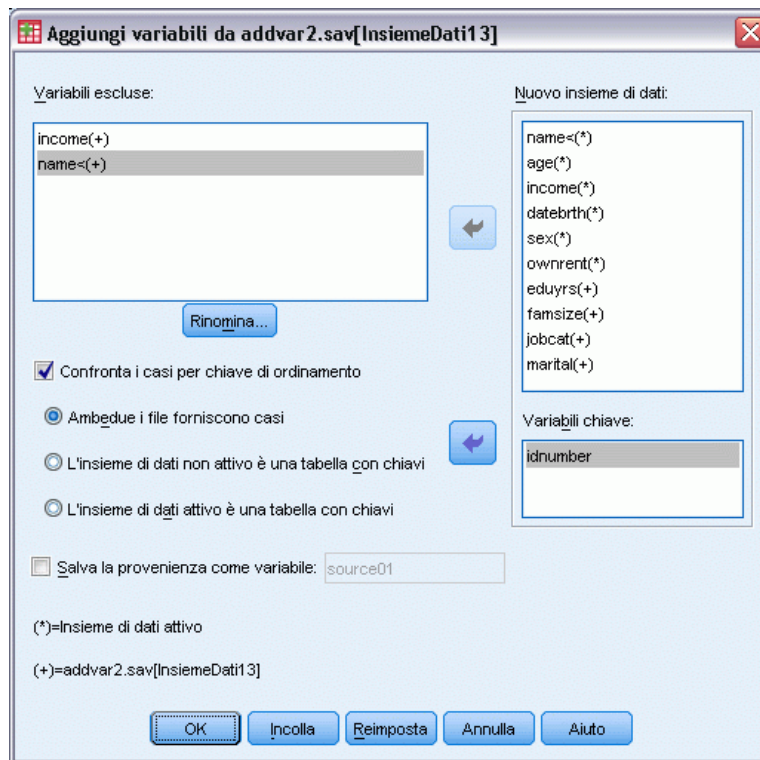 Aggiungi variabili da addvar2.sav[InsiemeDati13]
Variabili escluse:
income(+)
name<(+)
Rinomina...
Nuovo insieme di dati:
name<(*)
age(*)
income(*)
datebrth(*)
sex(*)
ownrent(*)
eduyrs(+)
famsize(+)
jobcat(+)
marital(+)
Confronta i casi per chiave di ordinamento
Ambedue i file forniscono casi
L'insieme di dati non attivo è una tabella con chiavi
L'insieme di dati attivo è una tabella con chiavi
Variabili chiave:
idnumber
Salva la provenienza come variabile: source01
(*)=Insieme di dati attivo
(+)=addvar2.sav[InsiemeDati13]
OK Incolla Reimposta Annulla Aiuto